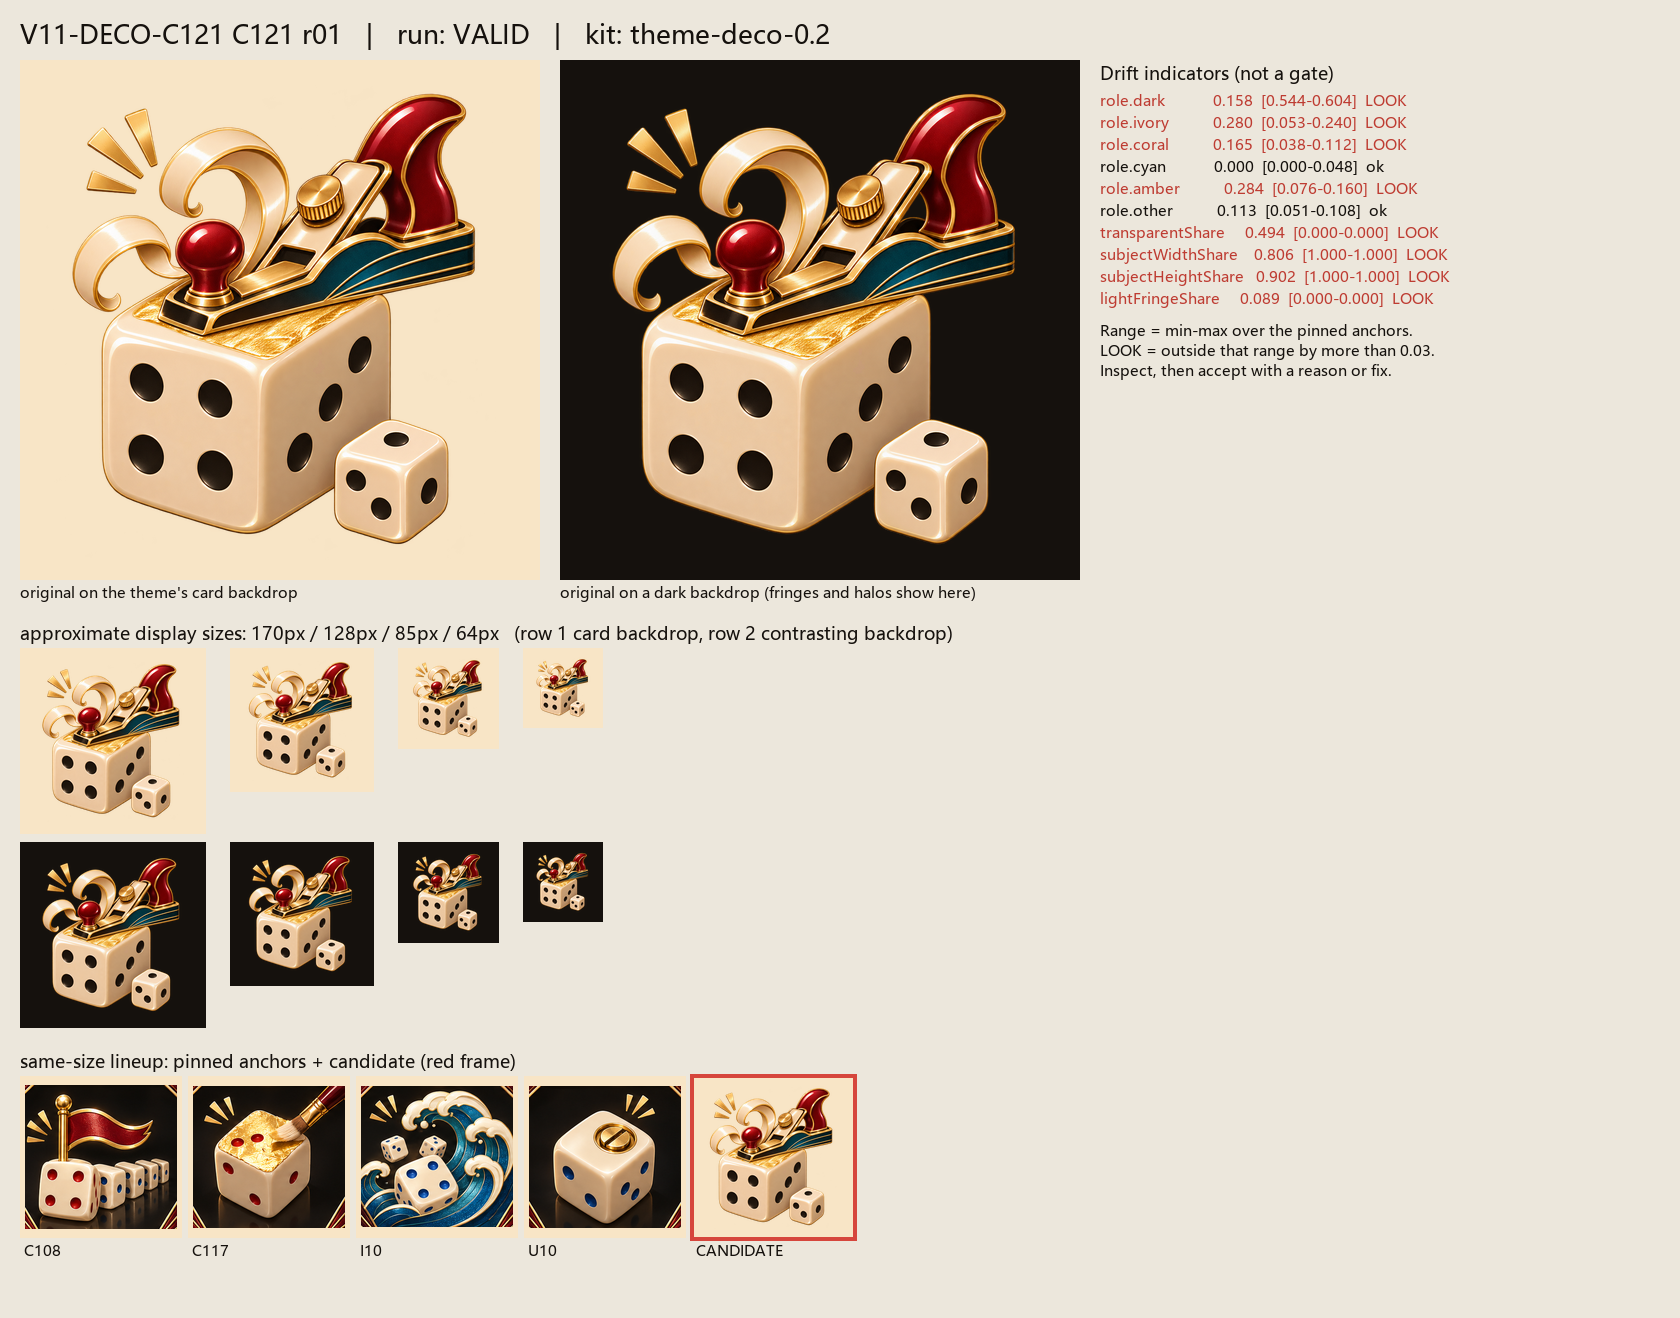 V11-DECO-C121 C121 r01 | run: VALID | kit: theme-deco-0.2
Drift indicators (not a gate)
role.dark 0.158 [0.544-0.604] LOOK
role.ivory 0.280 [0.053-0.240] LOOK
role.coral 0.165 [0.038-0.112] LOOK
role.cyan 0.000 [0.000-0.048] ok
role.amber 0.284 [0.076-0.160] LOOK
role.other 0.113 [0.051-0.108] ok
transparentShare 0.494 [0.000-0.000] LOOK
subjectWidthShare 0.806 [1.000-1.000] LOOK
subjectHeightShare 0.902 [1.000-1.000] LOOK
lightFringeShare 0.089 [0.000-0.000] LOOK
Range = min-max over the pinned anchors.
LOOK = outside that range by more than 0.03.
Inspect, then accept with a reason or fix.
original on the theme's card backdrop
original on a dark backdrop (fringes and halos show here)
approximate display sizes: 170px / 128px / 85px / 64px (row 1 card backdrop, row 2 contrasting backdrop)
same-size lineup: pinned anchors + candidate (red frame)
C108
C117
I10
U10
CANDIDATE